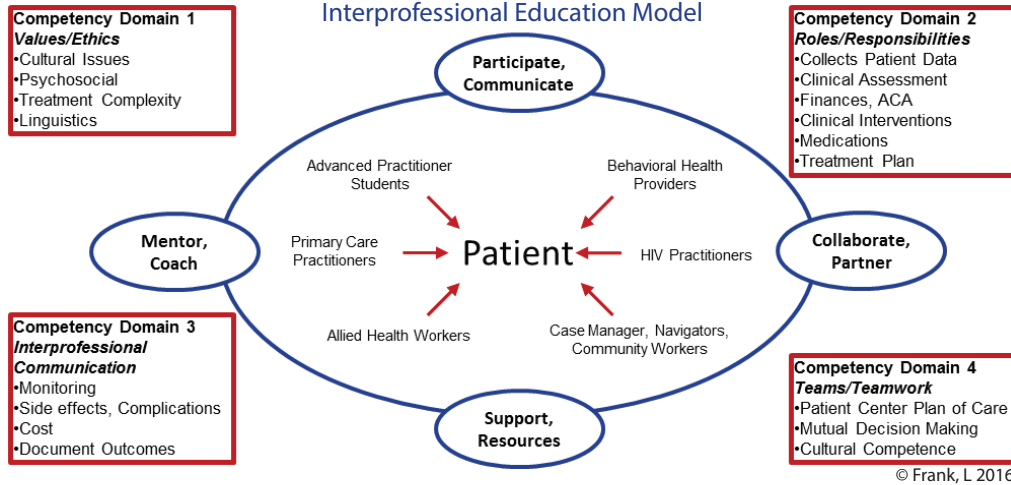 Interprofessional Education Model
Competency Domain 1
Values/Ethics
•Cultural Issues
•Psychosocial
•Treatment Complexity
•Linguistics
Participate,
Communicate
Competency Domain 2
Roles/Responsibilities
•Collects Patient Data
•Clinical Assessment
•Finances, ACA
•Clinical Interventions
•Medications
•Treatment Plan
Advanced Practitioner
Students
Behavioral Health
Providers
Mentor,
Coach
Primary Care
Practitioners
Patient
HIV Practitioners
Collaborate,
Partner
Allied Health Workers
Case Manager, Navigators,
Community Workers
Competency Domain 3
Interprofessional
Communication
•Monitoring
•Side effects, Complications
•Cost
•Document Outcomes
Support,
Resources
Competency Domain 4
Teams/Teamwork
•Patient Center Plan of Care
•Mutual Decision Making
•Cultural Competence
© Frank, L 2016